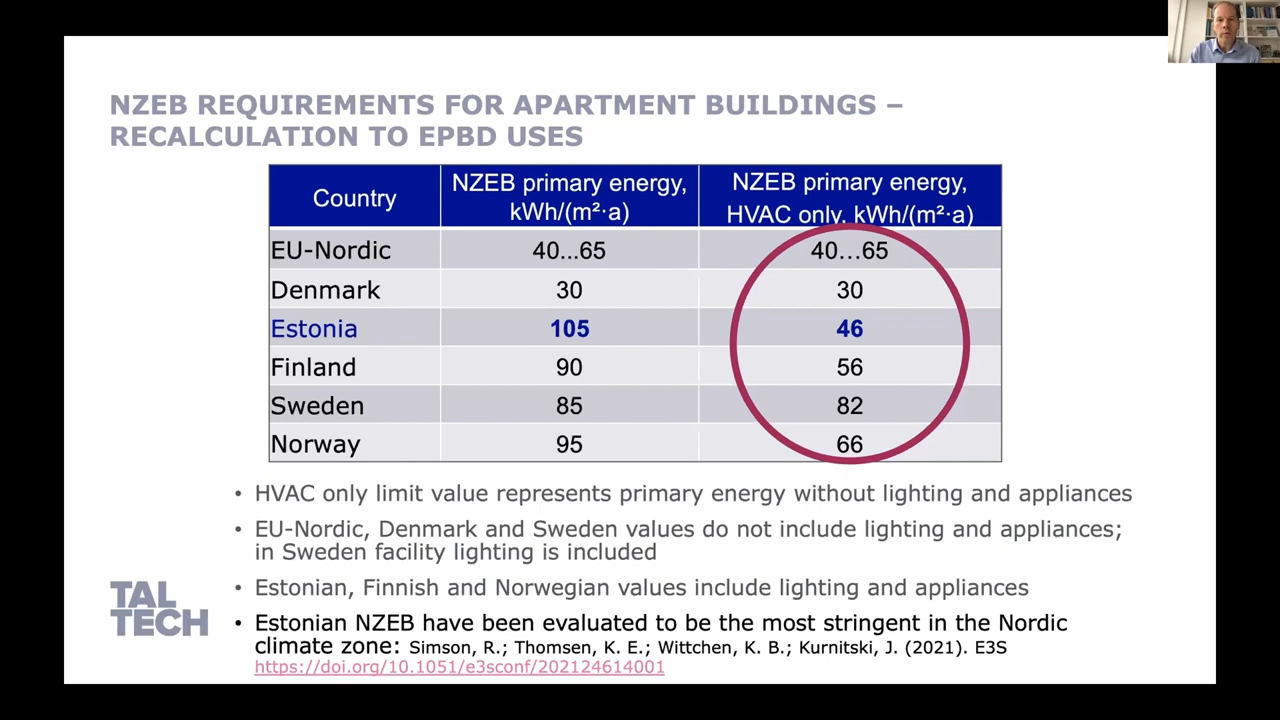 NZEB REQUIREMENTS FOR APARTMENT BUILDINGS –
RECALCULATION TO EPBD USES
Country NZEB primary energy, kWh/(m²·a) NZEB primary energy, HVAC only, kWh/(m²·a)
EU-Nordic 40...65 40…65
Denmark 30 30
Estonia 105 46
Finland 90 56
Sweden 85 82
Norway 95 66
• HVAC only limit value represents primary energy without lighting and appliances
• EU-Nordic, Denmark and Sweden values do not include lighting and appliances;
in Sweden facility lighting is included
• Estonian, Finnish and Norwegian values include lighting and appliances
• Estonian NZEB have been evaluated to be the most stringent in the Nordic
climate zone: Simson, R.; Thomsen, K. E.; Wittchen, K. B.; Kurnitski, J. (2021). E3S
https://doi.org/10.1051/e3sconf/202124614001
TAL
TECH